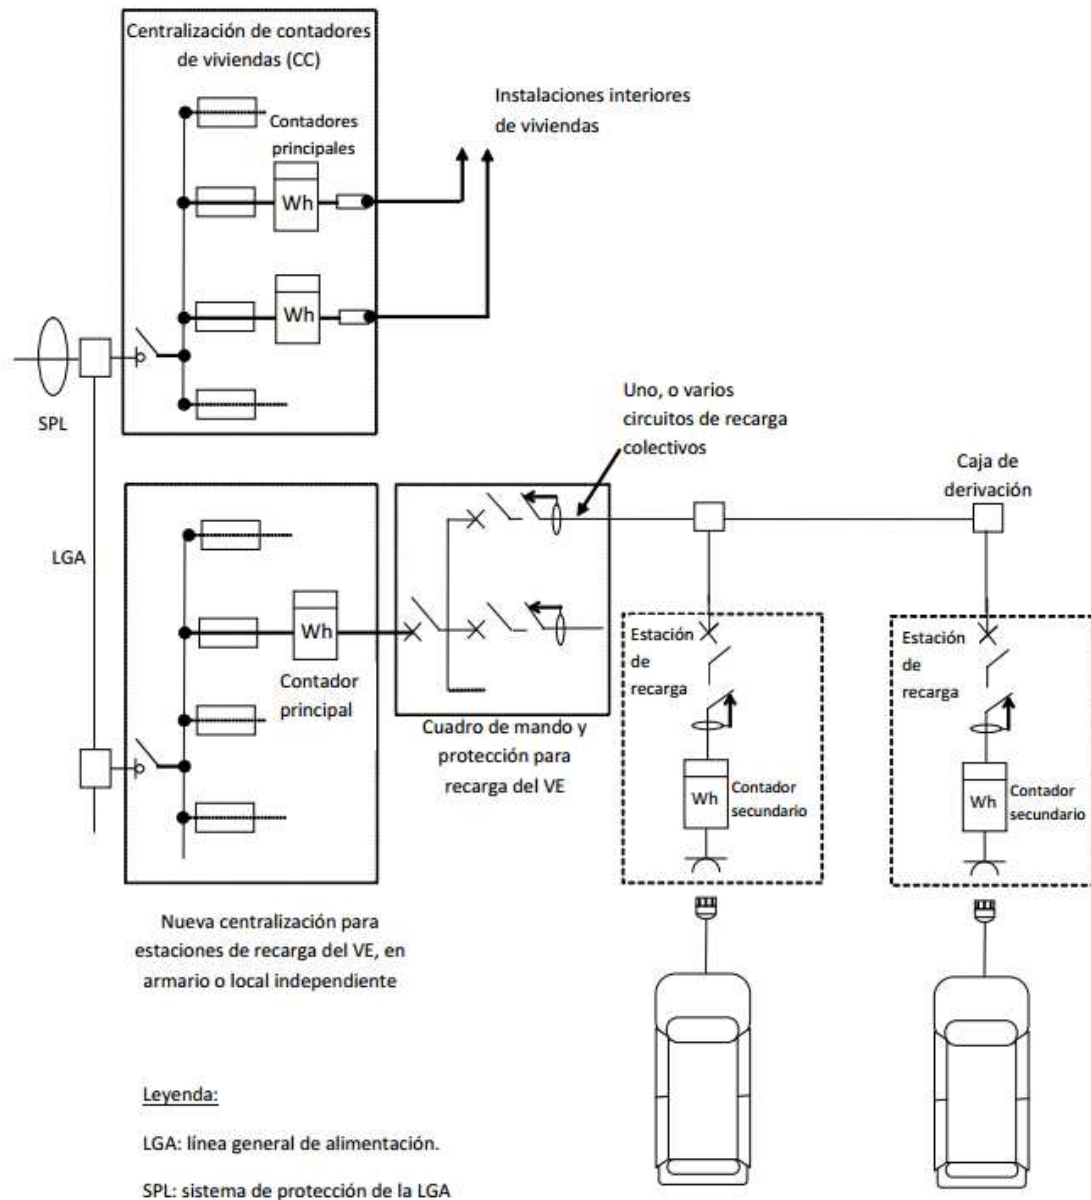 Centralización de contadores
de viviendas (CC)
Contadores
principales
Wh
Wh
Instalaciones interiores
de viviendas
SPL
LGA
Uno, o varios
circuitos de recarga
colectivos
Caja de
derivación
Wh
Contador
principal
Cuadro de mando y
protección para
recarga del VE
Estación
de
recarga
Wh
Contador
secundario
Estación
de
recarga
Wh
Contador
secundario
Nueva centralización para
estaciones de recarga del VE, en
armario o local independiente
Leyenda:
LGA: línea general de alimentación.
SPL: sistema de protección de la LGA